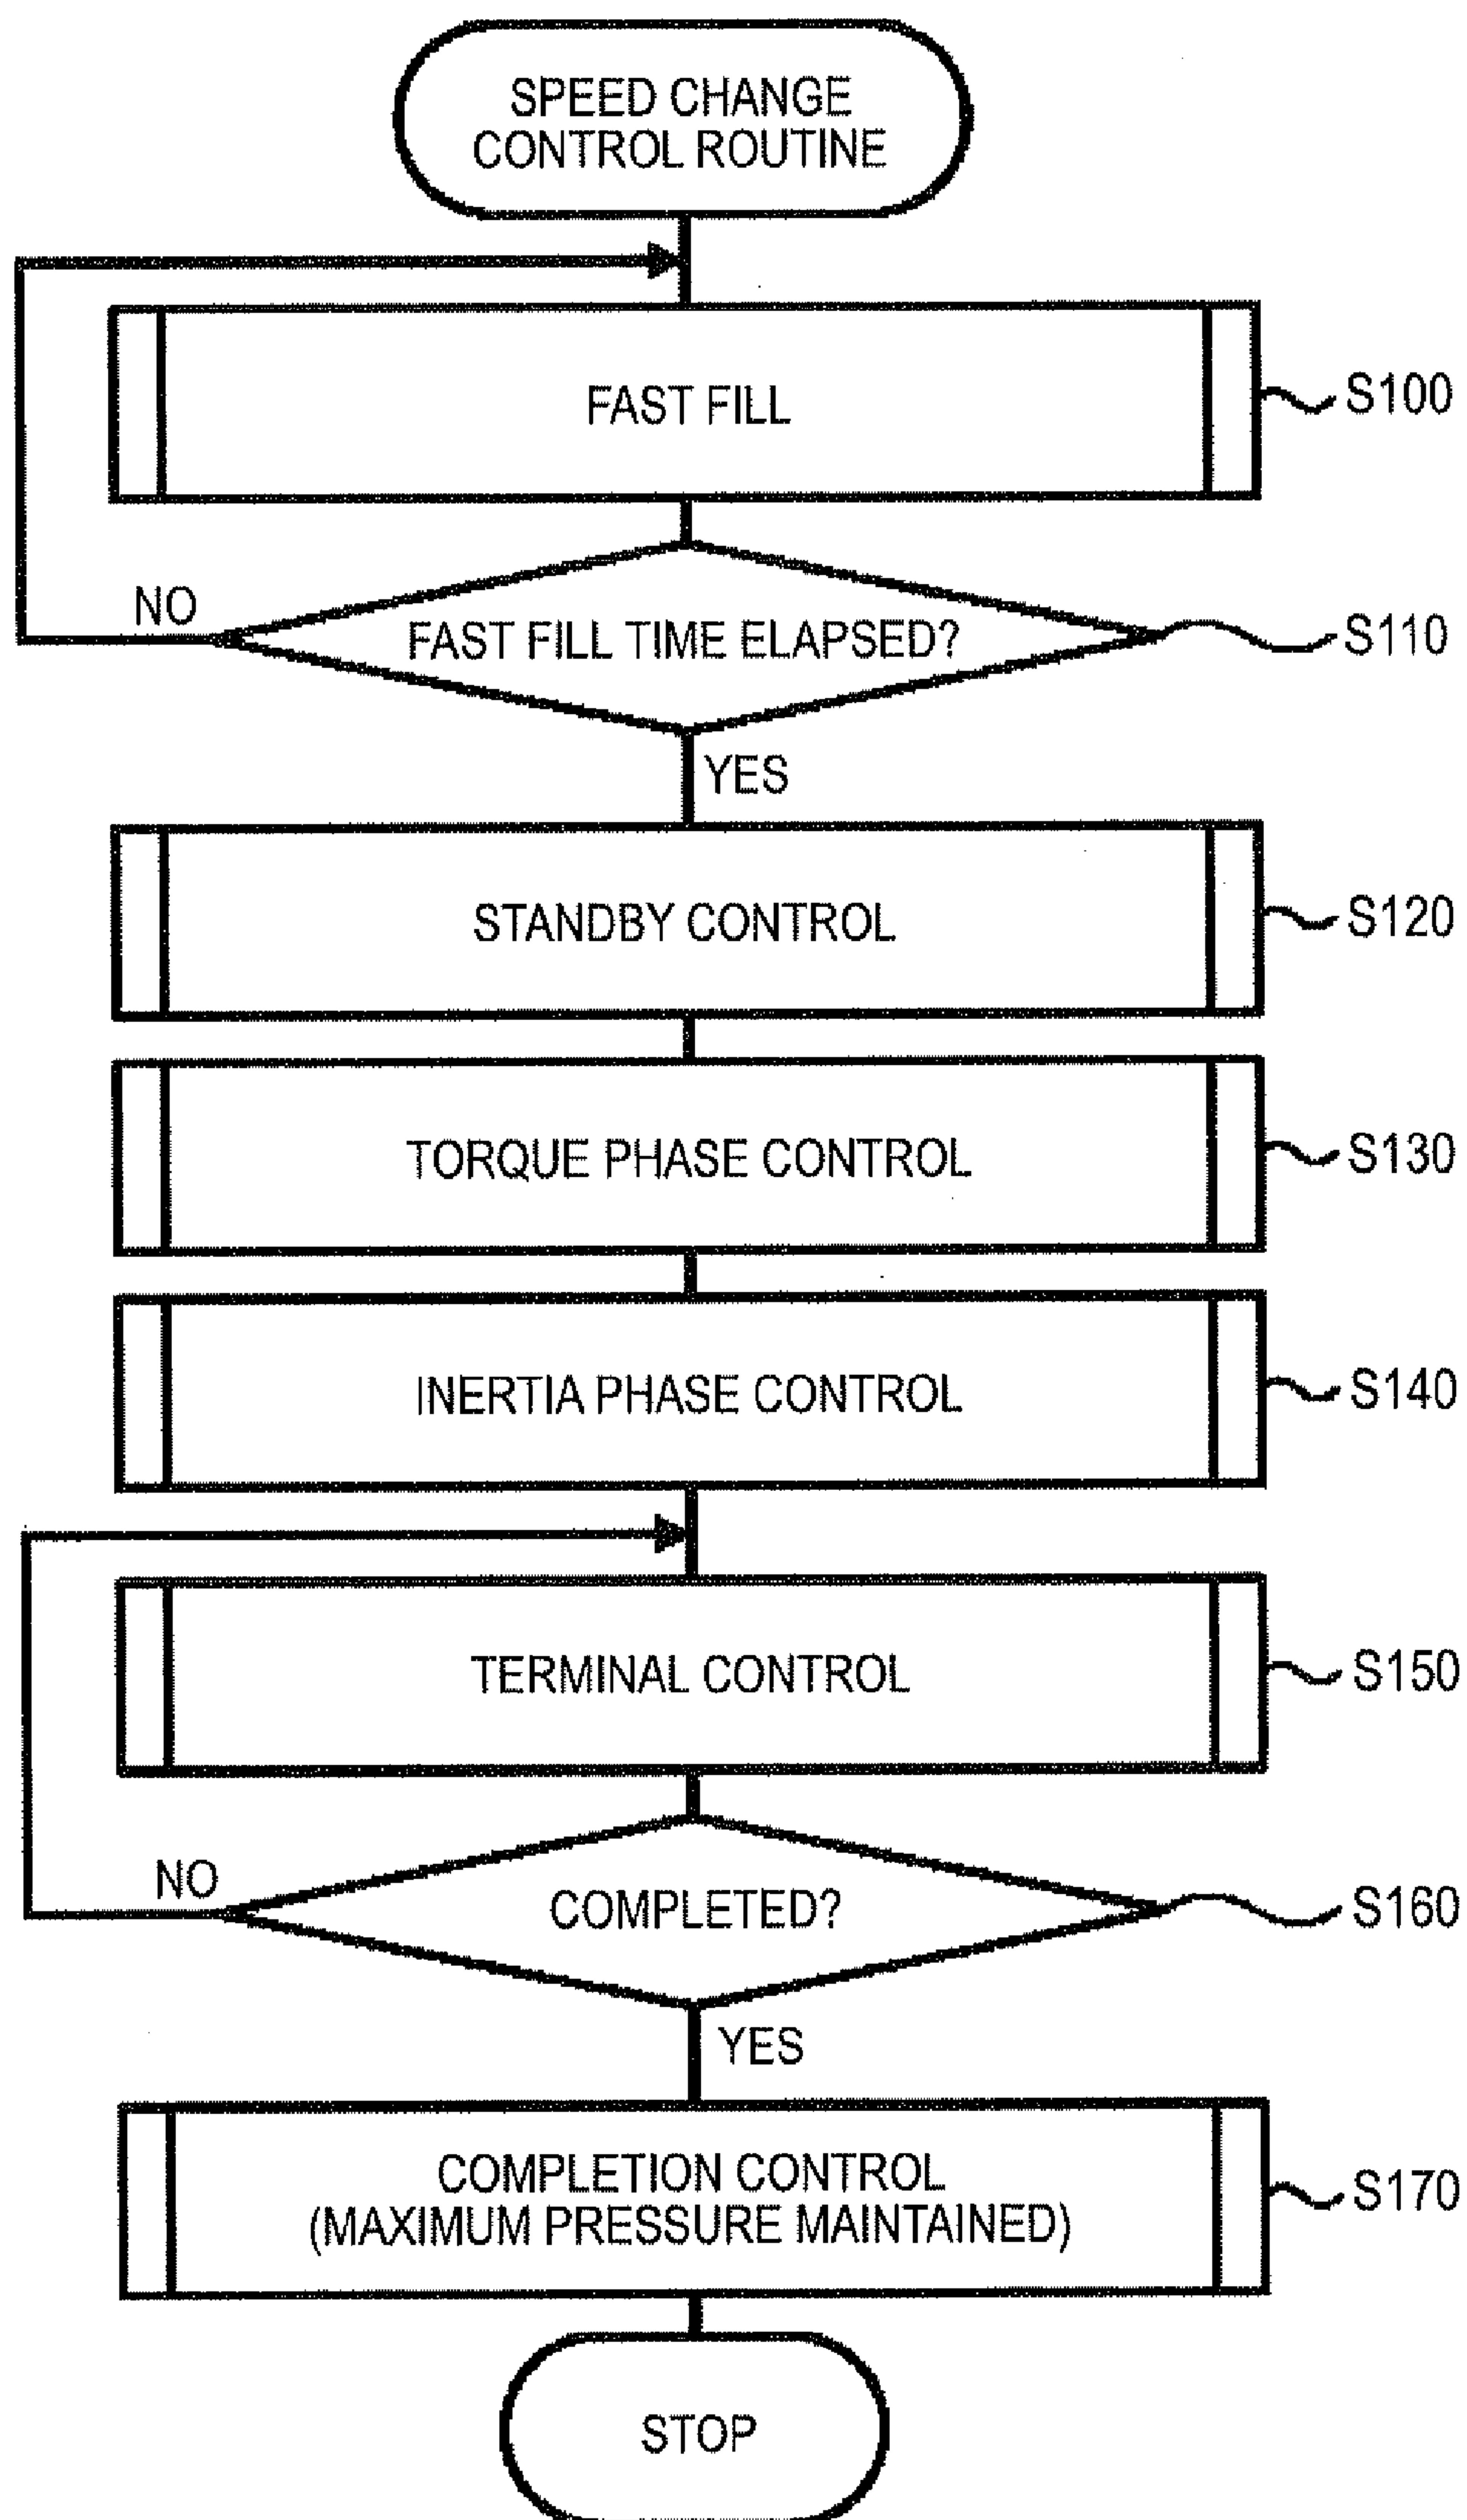 SPEED CHANGE
CONTROL ROUTINE
FAST FILL
S100
NO
FAST FILL TIME ELAPSED?
S110
YES
STANDBY CONTROL
S120
TORQUE PHASE CONTROL
S130
INERTIA PHASE CONTROL
S140
TERMINAL CONTROL
S150
NO
COMPLETED?
S160
YES
COMPLETION CONTROL
(MAXIMUM PRESSURE MAINTAINED)
S170
STOP